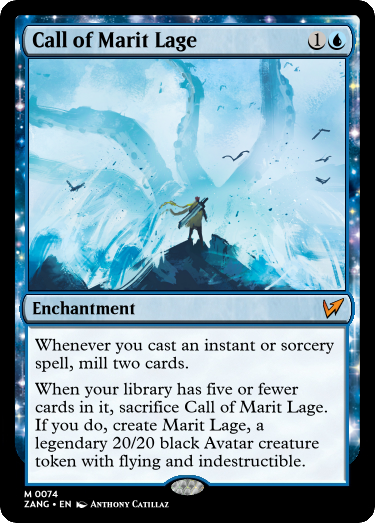 Call of Marit Lage 1
Enchantment
Whenever you cast an instant or sorcery
spell, mill two cards.
When your library has five or fewer
cards in it, sacrifice Call of Marit Lage.
If you do, create Marit Lage, a
legendary 20/20 black Avatar creature
token with flying and indestructible.
M 0074
ZANG • EN Anthony Catillaz